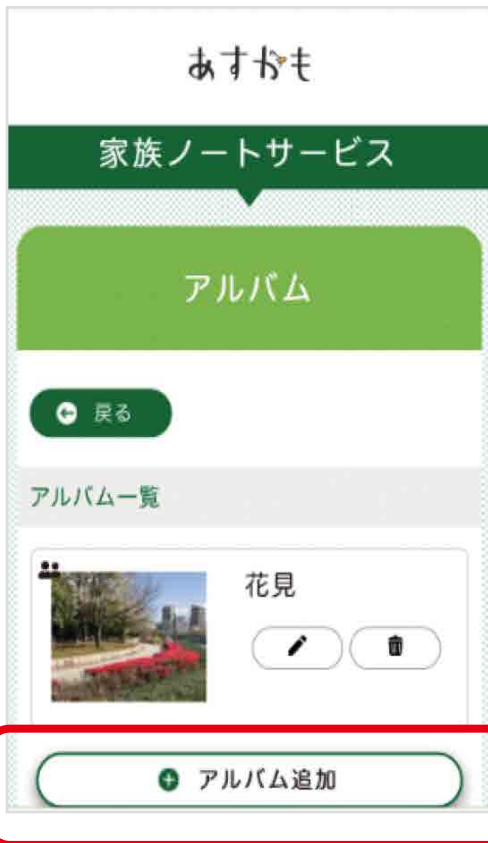 あすかも
家族ノートサービス
アルバム
戻る
アルバム一覧
花見
アルバム追加